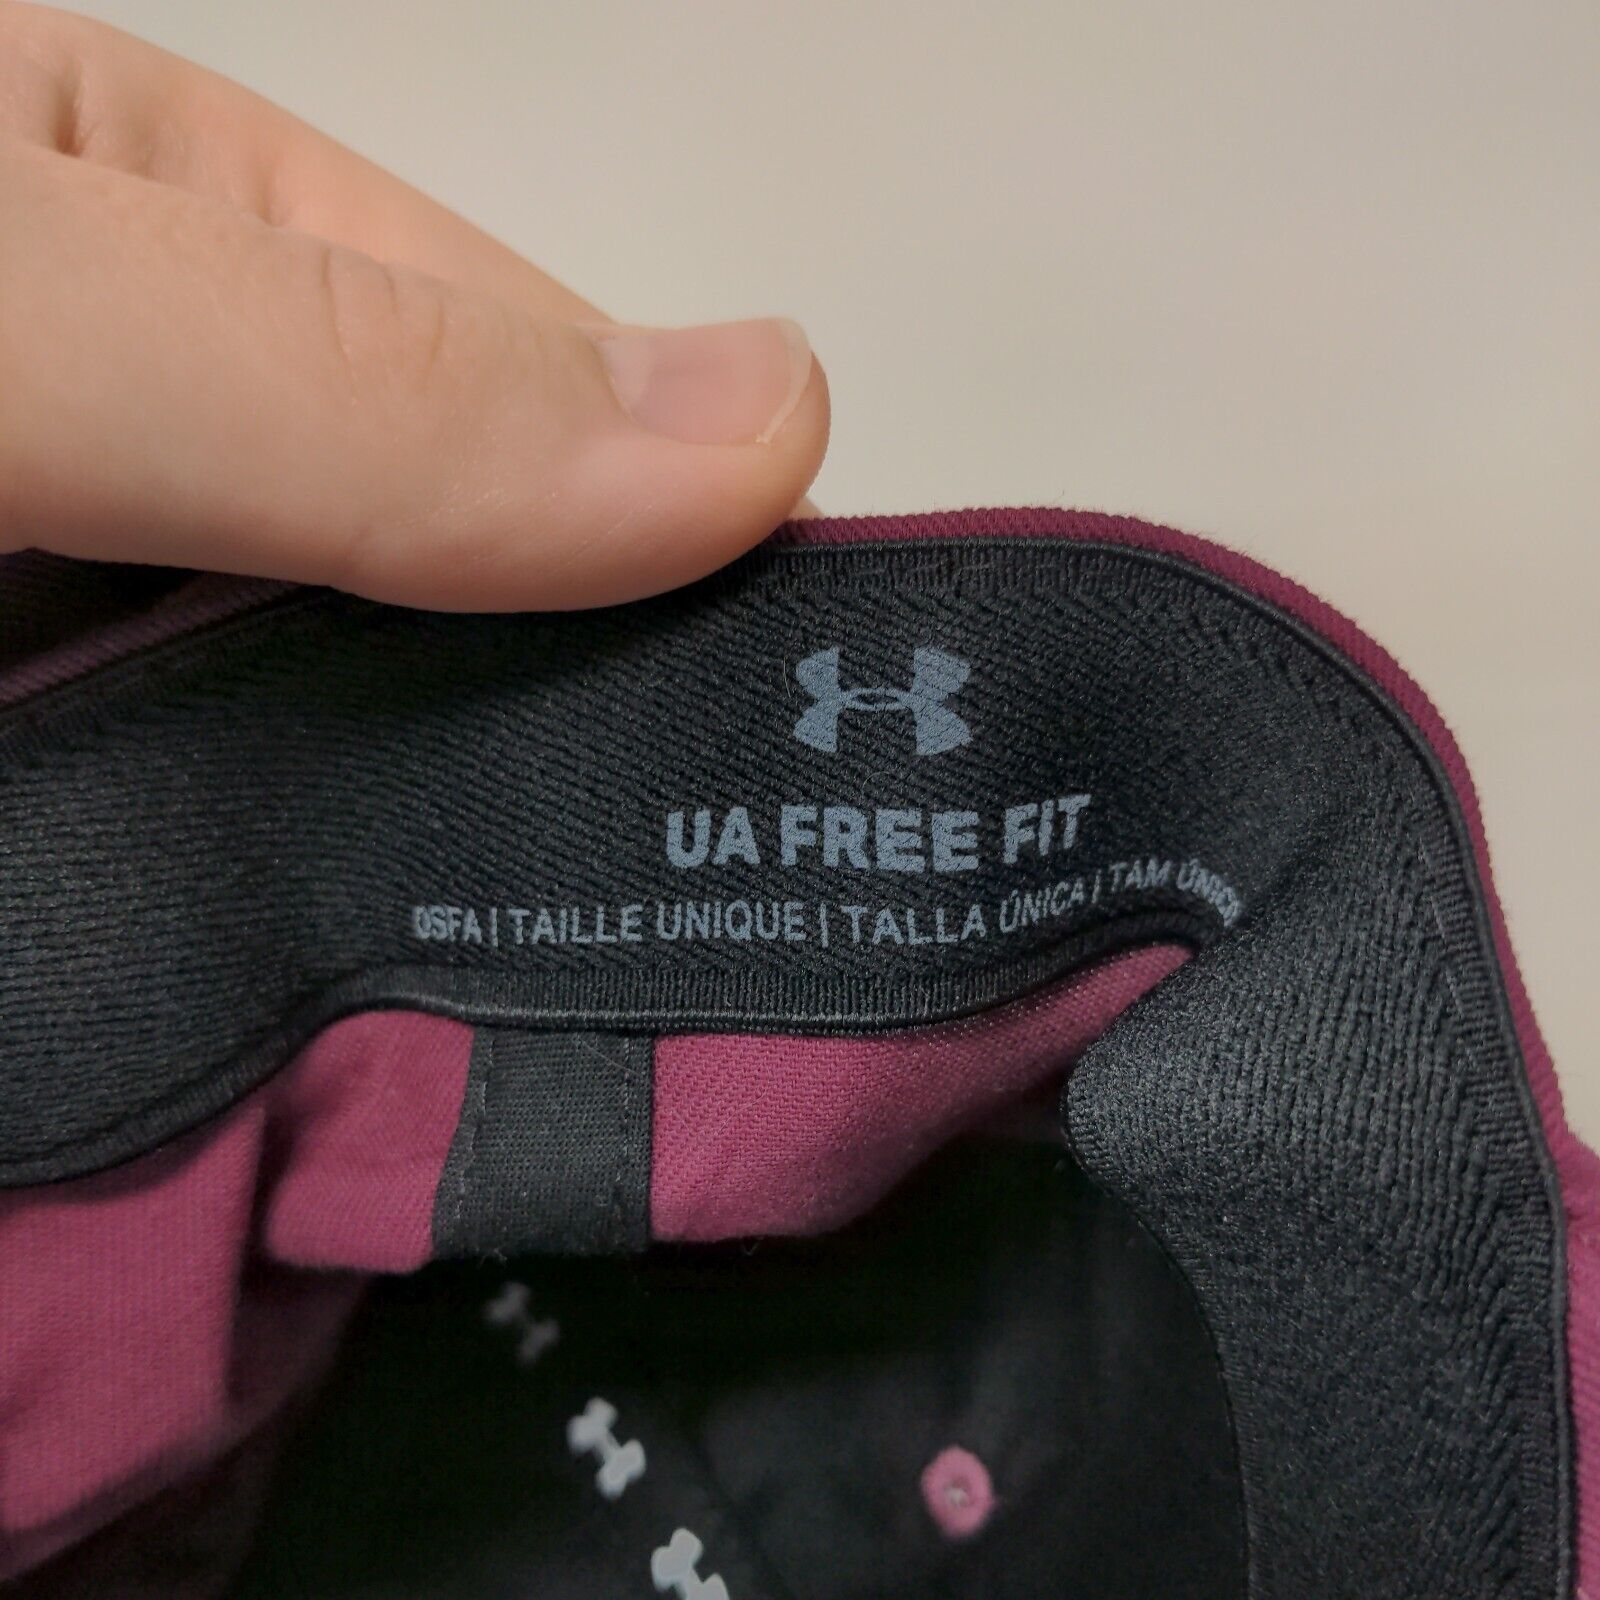 UA FREE FIT
OSFA | TAILLE UNIQUE | TALLA ÚNICA | TAM ÚNICO